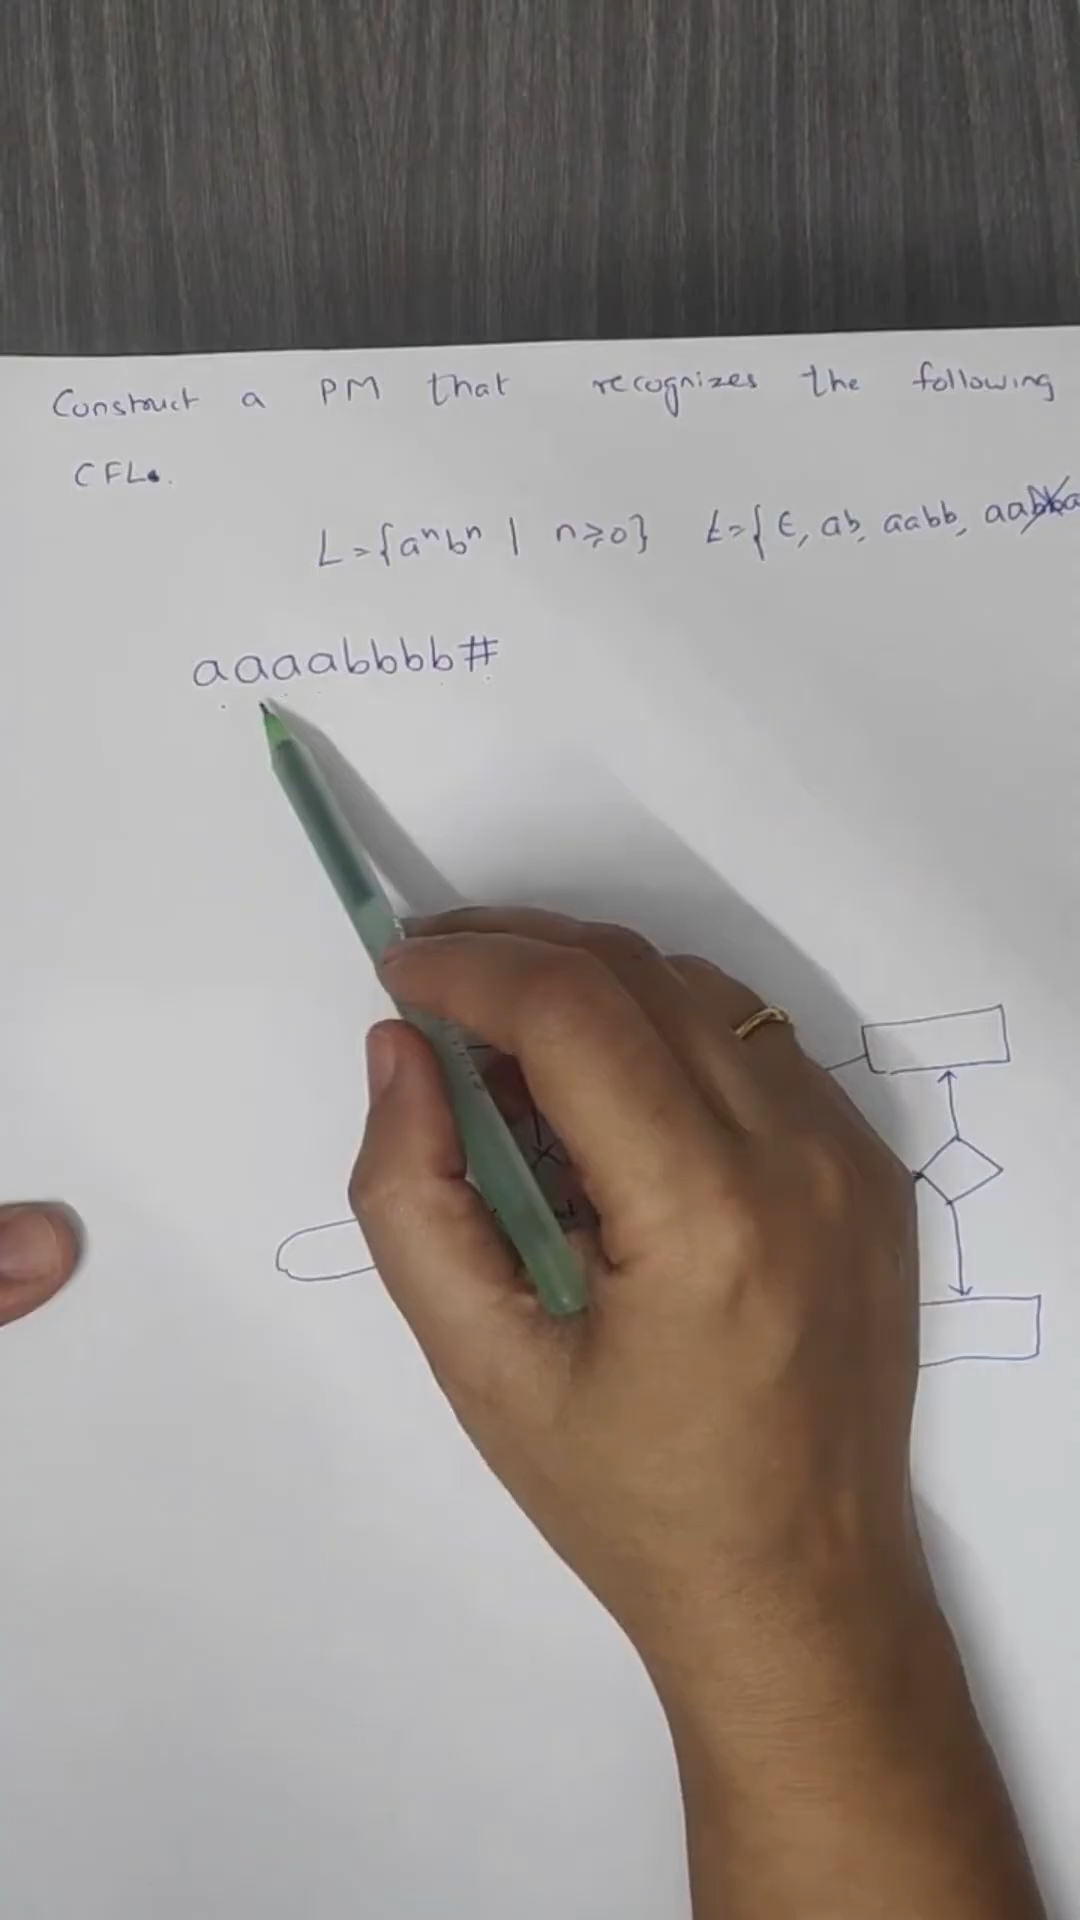 Construct a PM that recognizes the following
CFL.
L={aⁿbⁿ | n≥0} L={ϵ, ab, aabb,
aaaabbbb#